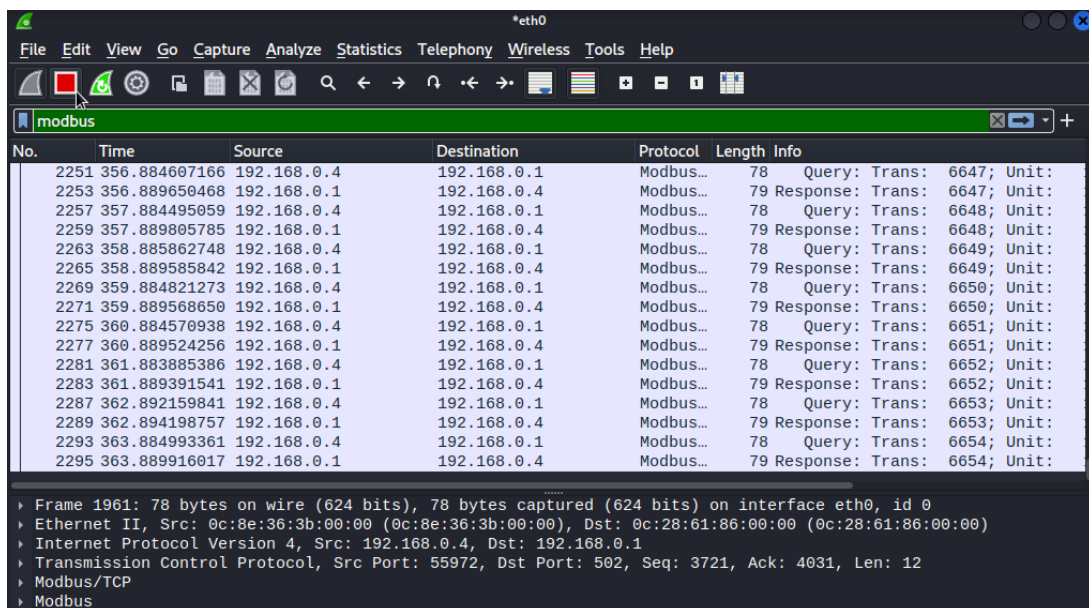 *eth0
File Edit View Go Capture Analyze Statistics Telephony Wireless Tools Help
modbus
No. Time Source Destination Protocol Length Info
2251 356.884607166 192.168.0.4 192.168.0.1 Modbus… 78 Query: Trans: 6647; Unit:
2253 356.889650468 192.168.0.1 192.168.0.4 Modbus… 79 Response: Trans: 6647; Unit:
2257 357.884495059 192.168.0.4 192.168.0.1 Modbus… 78 Query: Trans: 6648; Unit:
2259 357.889805785 192.168.0.1 192.168.0.4 Modbus… 79 Response: Trans: 6648; Unit:
2263 358.885862748 192.168.0.4 192.168.0.1 Modbus… 78 Query: Trans: 6649; Unit:
2265 358.889585842 192.168.0.1 192.168.0.4 Modbus… 79 Response: Trans: 6649; Unit:
2269 359.884821273 192.168.0.4 192.168.0.1 Modbus… 78 Query: Trans: 6650; Unit:
2271 359.889568650 192.168.0.1 192.168.0.4 Modbus… 79 Response: Trans: 6650; Unit:
2275 360.884570938 192.168.0.4 192.168.0.1 Modbus… 78 Query: Trans: 6651; Unit:
2277 360.889524256 192.168.0.1 192.168.0.4 Modbus… 79 Response: Trans: 6651; Unit:
2281 361.883885386 192.168.0.4 192.168.0.1 Modbus… 78 Query: Trans: 6652; Unit:
2283 361.889391541 192.168.0.1 192.168.0.4 Modbus… 79 Response: Trans: 6652; Unit:
2287 362.892159841 192.168.0.4 192.168.0.1 Modbus… 78 Query: Trans: 6653; Unit:
2289 362.894198757 192.168.0.1 192.168.0.4 Modbus… 79 Response: Trans: 6653; Unit:
2293 363.884993361 192.168.0.4 192.168.0.1 Modbus… 78 Query: Trans: 6654; Unit:
2295 363.889916017 192.168.0.1 192.168.0.4 Modbus… 79 Response: Trans: 6654; Unit:
Frame 1961: 78 bytes on wire (624 bits), 78 bytes captured (624 bits) on interface eth0, id 0
Ethernet II, Src: 0c:8e:36:3b:00:00 (0c:8e:36:3b:00:00), Dst: 0c:28:61:86:00:00 (0c:28:61:86:00:00)
Internet Protocol Version 4, Src: 192.168.0.4, Dst: 192.168.0.1
Transmission Control Protocol, Src Port: 55972, Dst Port: 502, Seq: 3721, Ack: 4031, Len: 12
Modbus/TCP
Modbus